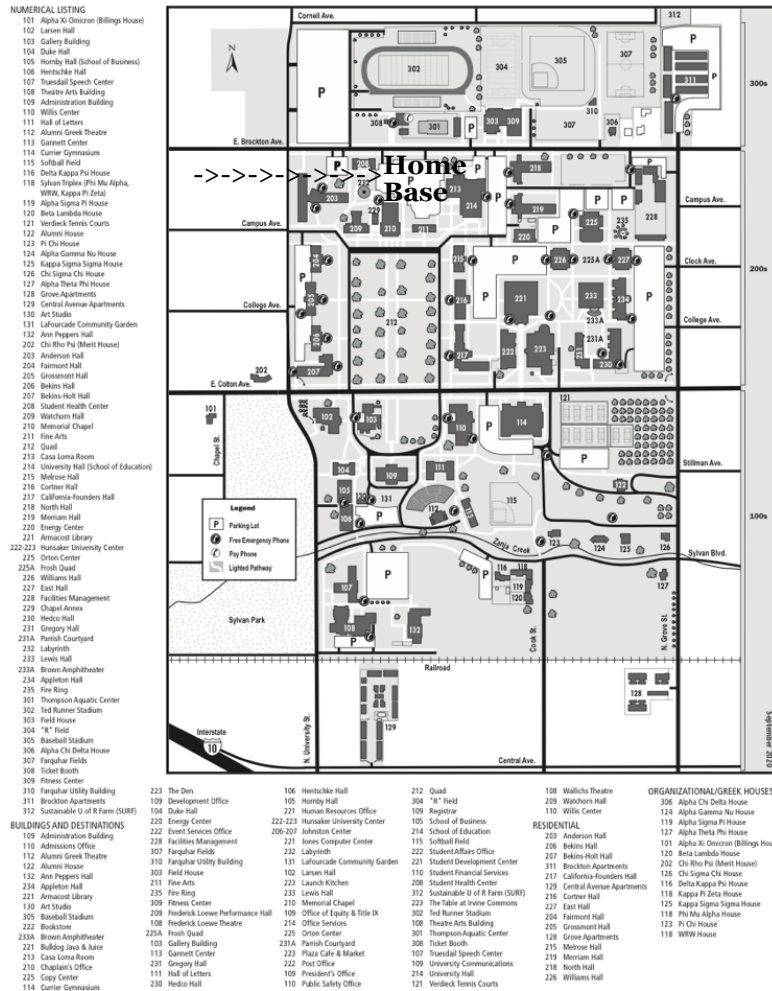 NUMERICAL LISTING
101 Alpha Xi Omicron (Billings House)
102 Larsen Hall
103 Gallery Building
104 Duke Hall
105 Hornby Hall (School of Business)
106 Hentschke Hall
107 Truesdail Speech Center
108 Theatre Arts Building
109 Administration Building
110 Willis Center
111 Hall of Letters
112 Alumni Greek Theatre
113 Gannett Center
114 Currier Gymnasium
115 Softball Field
116 Delta Kappa Psi House
118 Sylvan Triplex (Phi Mu Alpha,
WRW, Kappa Pi Zeta)
119 Alpha Sigma Pi House
120 Beta Lambda House
121 Verdieck Tennis Courts
122 Alumni House
123 Pi Chi House
124 Alpha Gamma Nu House
125 Kappa Sigma Sigma House
126 Chi Sigma Chi House
127 Alpha Theta Phi House
128 Grove Apartments
129 Central Avenue Apartments
130 Art Studio
131 LaFourcade Community Garden
132 Ann Peppers Hall
202 Chi Rho Psi (Merit House)
203 Anderson Hall
204 Fairmont Hall
205 Grossmont Hall
206 Bekins Hall
207 Bekins-Holt Hall
208 Student Health Center
209 Watchorn Hall
210 Memorial Chapel
211 Fine Arts
212 Quad
213 Casa Loma Room
214 University Hall (School of Education)
215 Melrose Hall
216 Cortner Hall
217 California-Founders Hall
218 North Hall
219 Merriam Hall
220 Energy Center
221 Armacost Library
222-223 Hunsaker University Center
225 Orton Center
225A Frosh Quad
226 Williams Hall
227 East Hall
228 Facilities Management
229 Chapel Annex
230 Hedco Hall
231 Gregory Hall
231A Parrish Courtyard
232 Labyrinth
233 Lewis Hall
233A Brown Amphitheater
234 Appleton Hall
235 Fire Ring
301 Thompson Aquatic Center
302 Ted Runner Stadium
303 Field House
304 "R" Field
305 Baseball Stadium
306 Alpha Chi Delta House
307 Farquhar Fields
308 Ticket Booth
309 Fitness Center
310 Farquhar Utility Building
311 Brockton Apartments
312 Sustainable U of R Farm (SURF)
BUILDINGS AND DESTINATIONS
109 Administration Building
110 Admissions Office
112 Alumni Greek Theatre
122 Alumni House
132 Ann Peppers Hall
234 Appleton Hall
221 Armacost Library
130 Art Studio
305 Baseball Stadium
222 Bookstore
233A Brown Amphitheater
221 Bulldog Java & Juice
213 Casa Loma Room
210 Chaplin's Office
225 Copy Center
114 Currier Gymnasium
223 The Den
109 Development Office
104 Duke Hall
220 Energy Center
222 Event Services Office
228 Facilities Management
307 Farquhar Fields
310 Farquhar Utility Building
303 Field House
211 Fine Arts
235 Fire Ring
309 Fitness Center
209 Frederick Loewe Performance Hall
108 Frederick Loewe Theatre
225A Frosh Quad
103 Gallery Building
113 Gannett Center
231 Gregory Hall
111 Hall of Letters
230 Hedco Hall
106 Hentschke Hall
105 Hornby Hall
221 Human Resources Office
222-223 Hunsaker University Center
206-207 Johnston Center
221 Jones Computer Center
232 Labyrinth
131 LaFourcade Community Garden
102 Larsen Hall
223 Launch Kitchen
233 Lewis Hall
210 Memorial Chapel
109 Office of Equity & Title IX
214 Office Services
225 Orton Center
231A Parrish Courtyard
223 Plaza Cafe & Market
222 Post Office
109 President's Office
110 Public Safety Office
212 Quad
304 "R" Field
109 Registrar
105 School of Business
214 School of Education
115 Softball Field
222 Student Affairs Office
221 Student Development Center
110 Student Financial Services
208 Student Health Center
312 Sustainable U of R Farm (SURF)
223 The Table at Irvine Commons
302 Ted Runner Stadium
108 Theatre Arts Building
301 Thompson Aquatic Center
308 Ticket Booth
107 Truesdail Speech Center
109 University Communications
214 University Hall
121 Verdieck Tennis Courts
108 Wallichs Theatre
209 Watchorn Hall
110 Willis Center
RESIDENTIAL
203 Anderson Hall
206 Bekins Hall
207 Bekins-Holt Hall
311 Brockton Apartments
217 California-Founders Hall
129 Central Avenue Apartments
216 Cortner Hall
227 East Hall
204 Fairmont Hall
205 Grossmont Hall
128 Grove Apartments
215 Melrose Hall
219 Merriam Hall
218 North Hall
226 Williams Hall
ORGANIZATIONAL/GREEK HOUSES
306 Alpha Chi Delta House
124 Alpha Gamma Nu House
119 Alpha Sigma Pi House
127 Alpha Theta Phi House
101 Alpha Xi Omicron (Billings Hou
120 Beta Lambda House
202 Chi Rho Psi (Merit House)
126 Chi Sigma Chi House
116 Delta Kappa Psi House
118 Kappa Pi Zeta House
125 Kappa Sigma Sigma House
118 Phi Mu Alpha House
123 Pi Chi House
118 WRW House
N
Cornell Ave.
E. Brockton Ave.
->->->->->->->Home
Base
Campus Ave.
Campus Ave.
Clock Ave.
College Ave.
College Ave.
E. Colton Ave.
Chapel St.
Stillman Ave.
Legend
P Parking Lot
Free Emergency Phone
Pay Phone
Lighted Pathway
Zanja Creek
Sylvan Blvd.
Sylvan Park
Cook St.
N. Grove St.
N. University St.
Railroad
Interstate
10
Central Ave.
300s
200s
100s
September 2020